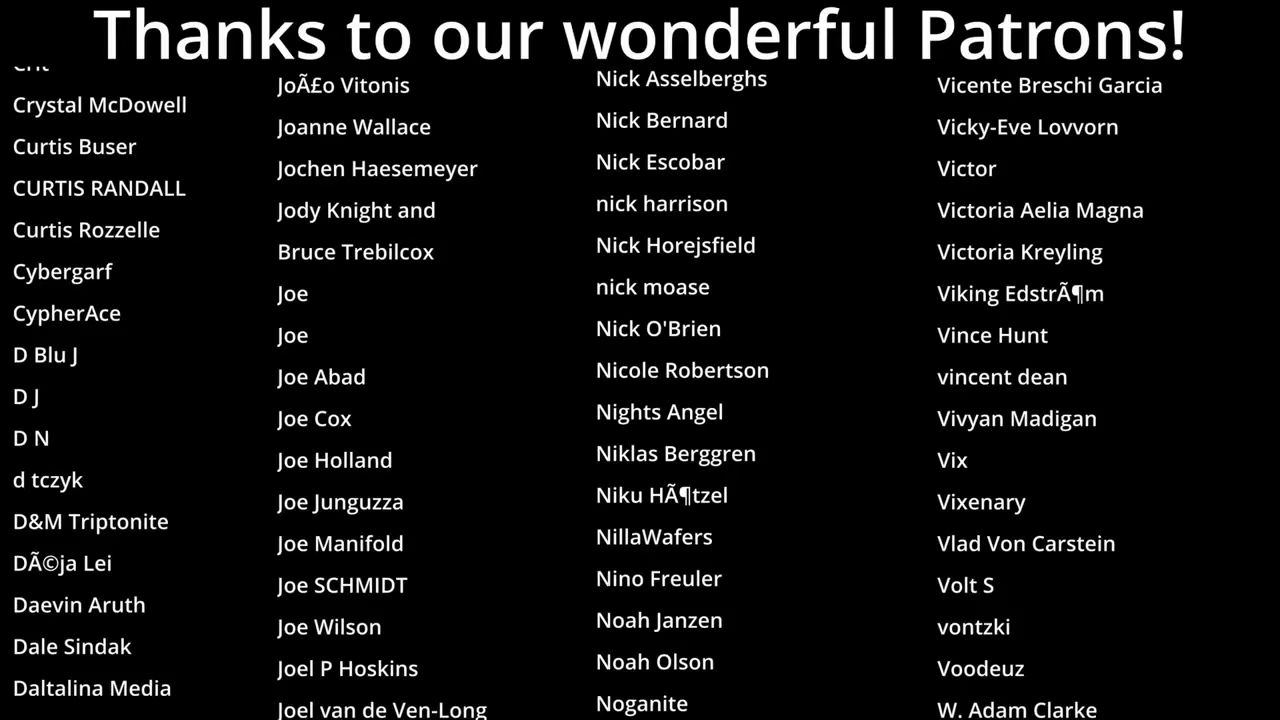 Thanks to our wonderful Patrons!
Crit
Crystal McDowell
Curtis Buser
CURTIS RANDALL
Curtis Rozzelle
Cybergarf
CypherAce
D Blu J
D J
D N
d tczyk
D&M Triptonite
DÃ©ja Lei
Daevin Aruth
Dale Sindak
Daltalina Media
JoÃ£o Vitonis
Joanne Wallace
Jochen Haesemeyer
Jody Knight and
Bruce Trebilcox
Joe
Joe
Joe Abad
Joe Cox
Joe Holland
Joe Junguzza
Joe Manifold
Joe SCHMIDT
Joe Wilson
Joel P Hoskins
Joel van de Ven-Long
Nick Asselberghs
Nick Bernard
Nick Escobar
nick harrison
Nick Horejsfield
nick moase
Nick O'Brien
Nicole Robertson
Nights Angel
Niklas Berggren
Niku HÃ¶tzel
NillaWafers
Nino Freuler
Noah Janzen
Noah Olson
Noganite
Vicente Breschi Garcia
Vicky-Eve Lovvorn
Victor
Victoria Aelia Magna
Victoria Kreyling
Viking EdstrÃ¶m
Vince Hunt
vincent dean
Vivyan Madigan
Vix
Vixenary
Vlad Von Carstein
Volt S
vontzki
Voodeuz
W. Adam Clarke